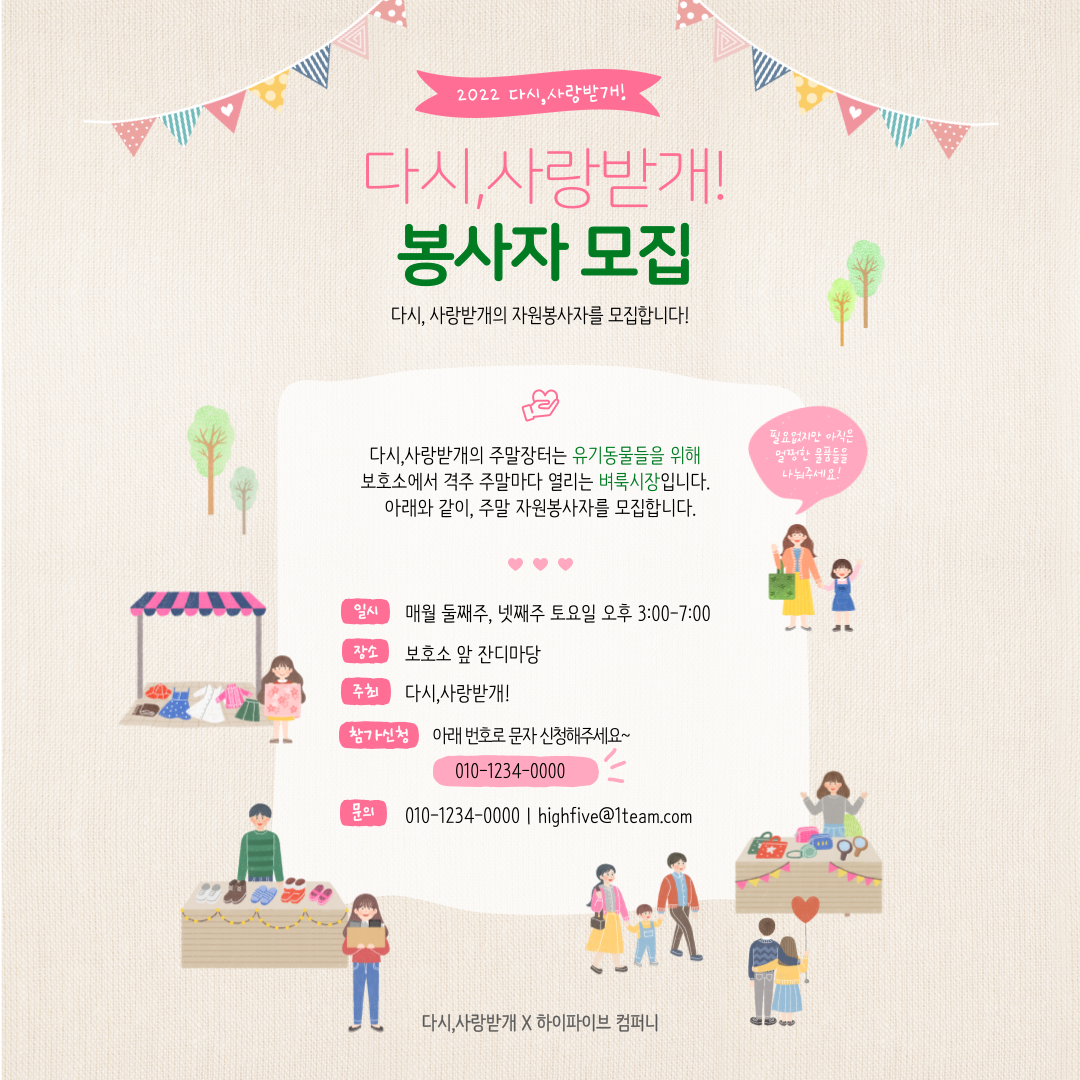 2022 다시,사랑받개!
다시,사랑받개!
봉사자 모집
다시, 사랑받개의 자원봉사자를 모집합니다!
다시,사랑받개의 주말장터는 유기동물들을 위해
보호소에서 격주 주말마다 열리는 벼룩시장입니다.
아래와 같이, 주말 자원봉사자를 모집합니다.
필요없지만 아직은
멀쩡한 물품들을
나눠주세요!
일시 매월 둘째주, 넷째주 토요일 오후 3:00-7:00
장소 보호소 앞 잔디마당
주최 다시,사랑받개!
참가신청 아래 번호로 문자 신청해주세요~
010-1234-0000
문의 010-1234-0000 | highfive@1team.com
다시,사랑받개 X 하이파이브 컴퍼니